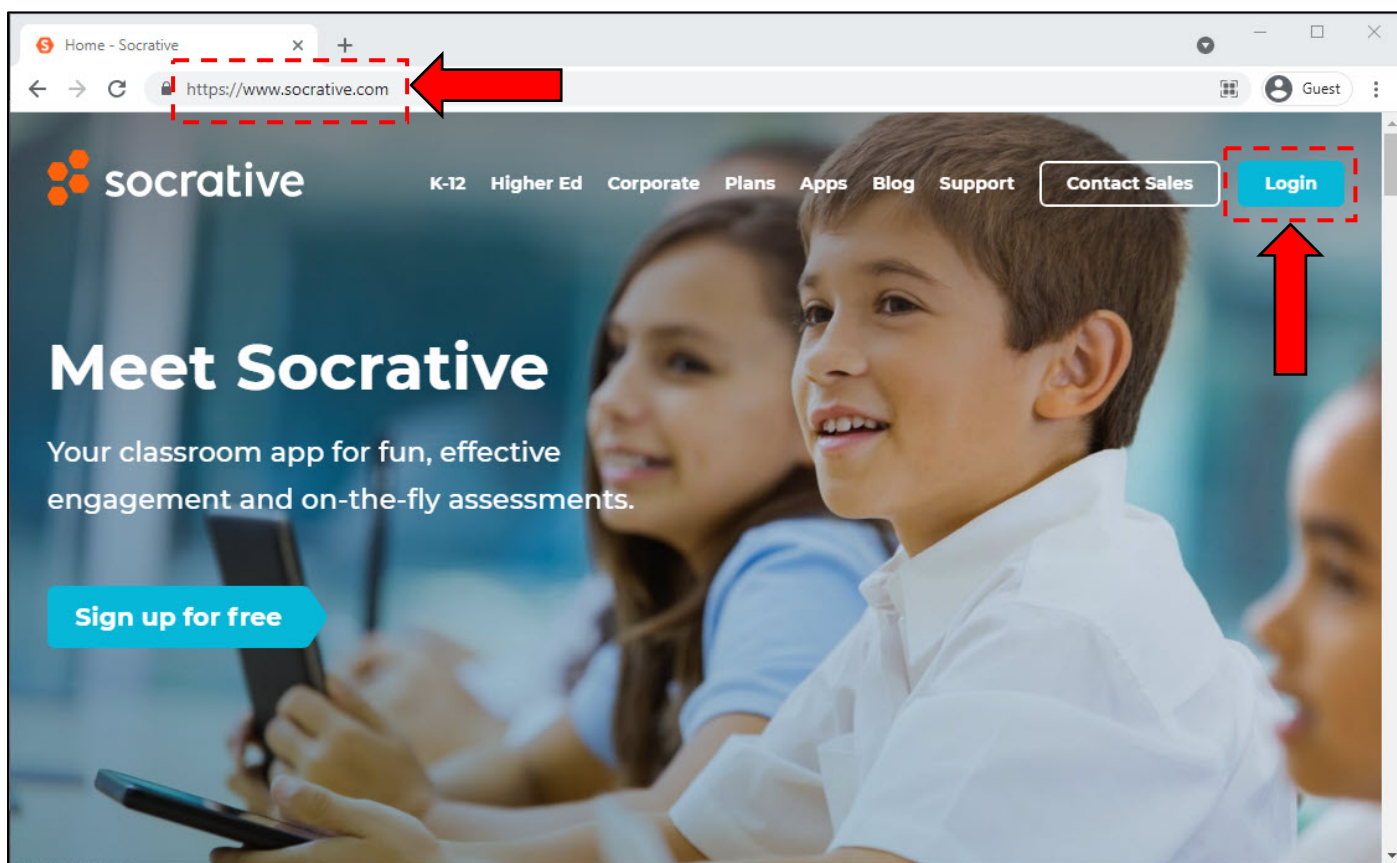 Home - Socrative
https://www.socrative.com
Guest
socrative
K-12 Higher Ed Corporate Plans Apps Blog Support Contact Sales Login
Meet Socrative
Your classroom app for fun, effective
engagement and on-the-fly assessments.
Sign up for free